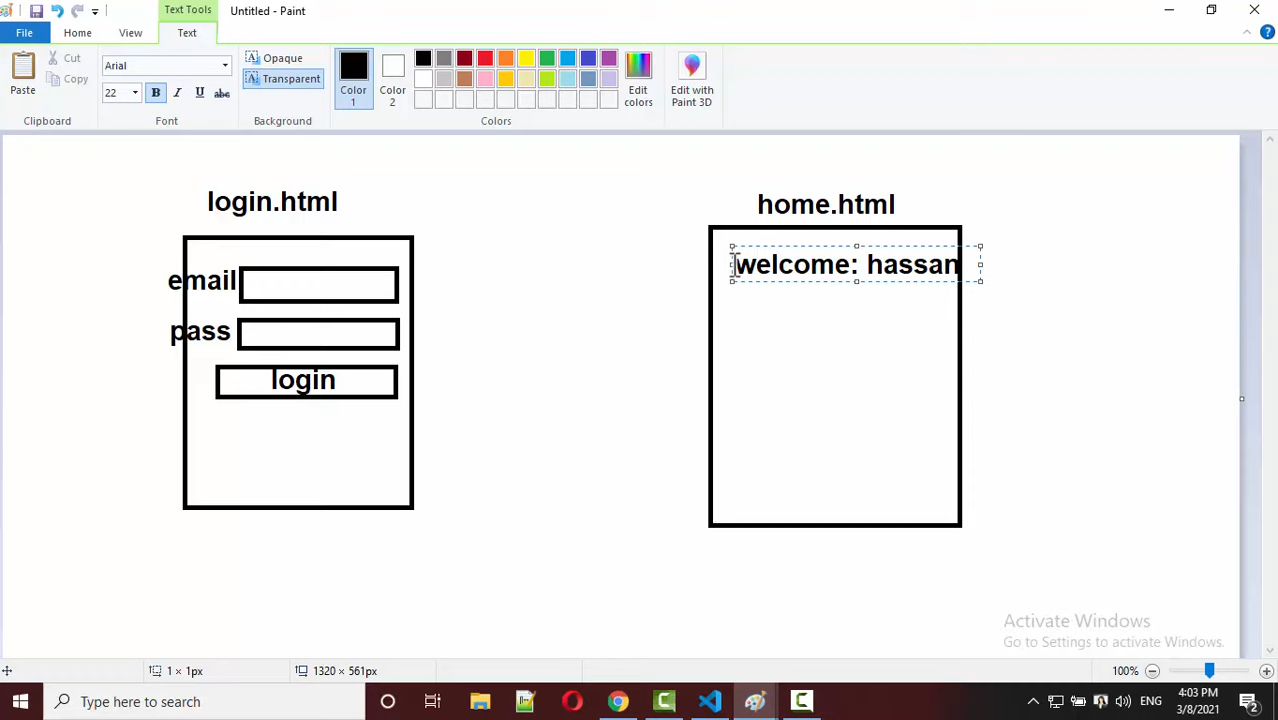 Text Tools
Untitled - Paint
File
Home
View
Text
Paste
Cut
Copy
Clipboard
Arial
22
B
I
U
abc
Font
Opaque
Transparent
Background
Color
1
Color
2
Edit
colors
Colors
Edit with
Paint 3D
login.html
email
pass
login
home.html
welcome: hassan
Activate Windows
Go to Settings to activate Windows.
1 × 1px
1320 × 561px
100%
Type here to search
ENG
4:03 PM
3/8/2021
2